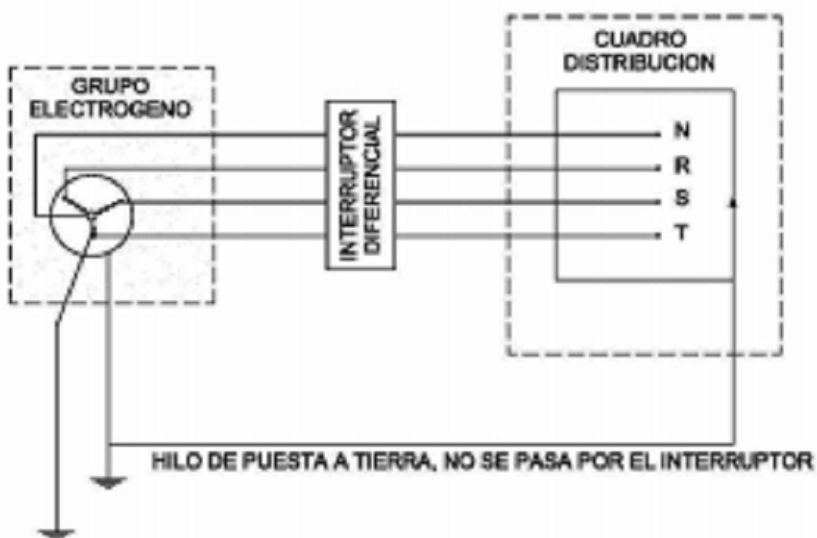 CUADRO
DISTRIBUCION
GRUPO
ELECTROGENO
INTERRUPTOR
DIFERENCIAL
N
R
S
T
HILO DE PUESTA A TIERRA, NO SE PASA POR EL INTERRUPTOR